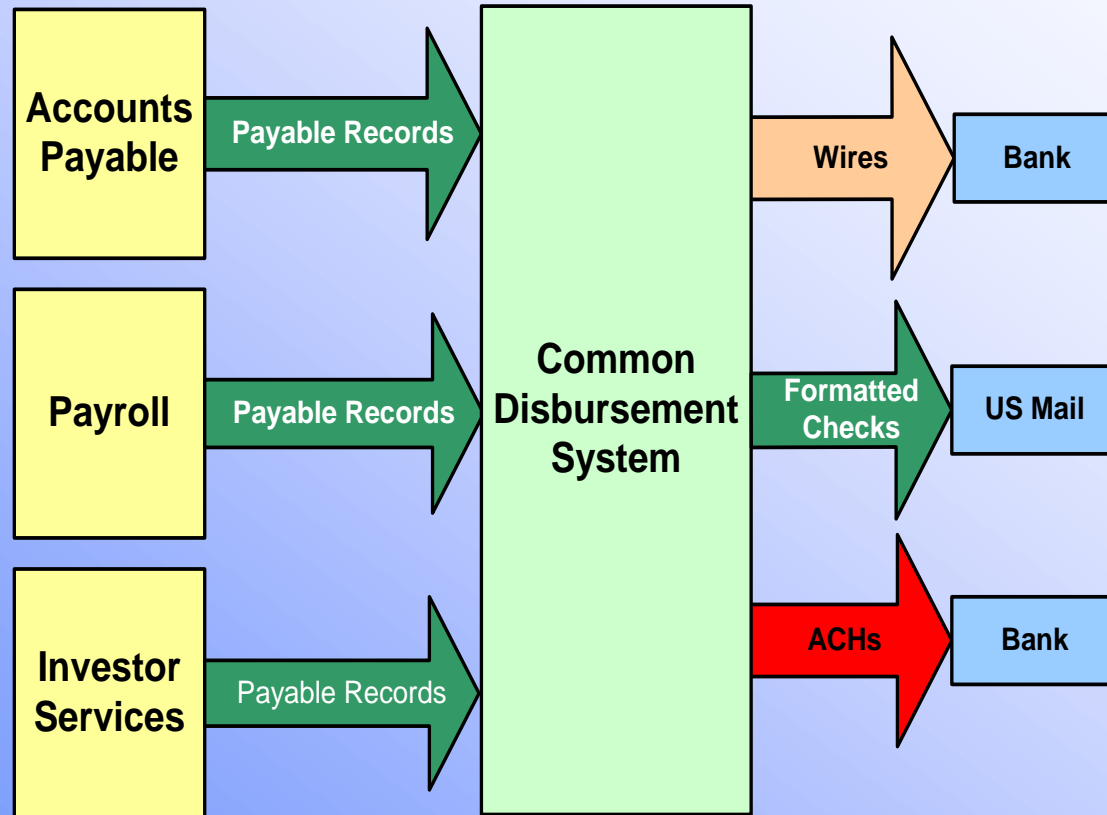 Accounts
Payable
Payable Records
Wires
Bank
Payroll
Payable Records
Common
Disbursement
System
Formatted
Checks
US Mail
Investor
Services
Payable Records
ACHs
Bank